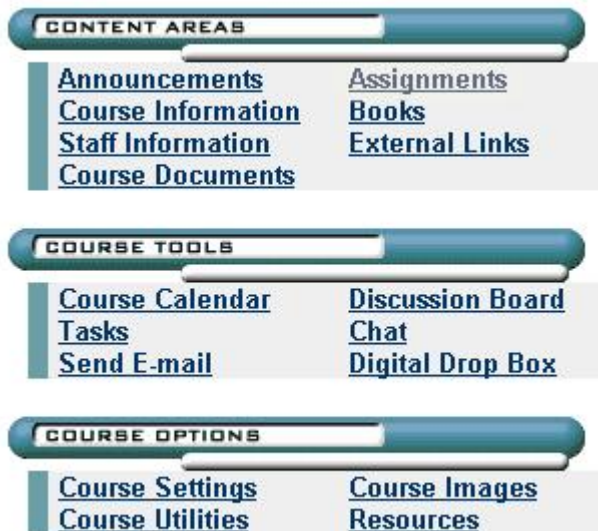 CONTENT AREAS
Announcements Assignments
Course Information Books
Staff Information External Links
Course Documents
COURSE TOOLS
Course Calendar Discussion Board
Tasks Chat
Send E-mail Digital Drop Box
COURSE OPTIONS
Course Settings Course Images
Course Utilities Resources